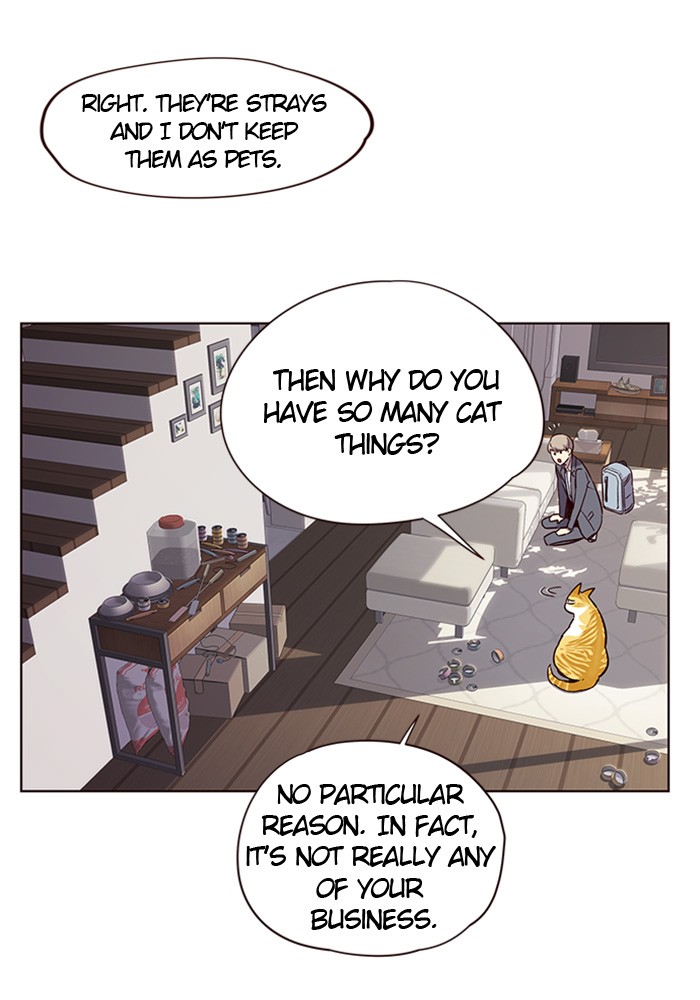 RIGHT. THEY'RE STRAYS
AND I DON'T KEEP
THEM AS PETS.
THEN WHY DO YOU
HAVE SO MANY CAT
THINGS?
NO PARTICULAR
REASON. IN FACT,
IT'S NOT REALLY ANY
OF YOUR
BUSINESS.